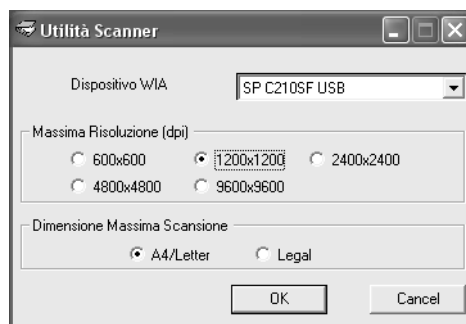 Utilità Scanner
Dispositivo WIA SP C210SF USB
Massima Risoluzione (dpi)
600x600 1200x1200 2400x2400
4800x4800 9600x9600
Dimensione Massima Scansione
A4/Letter Legal
OK Cancel